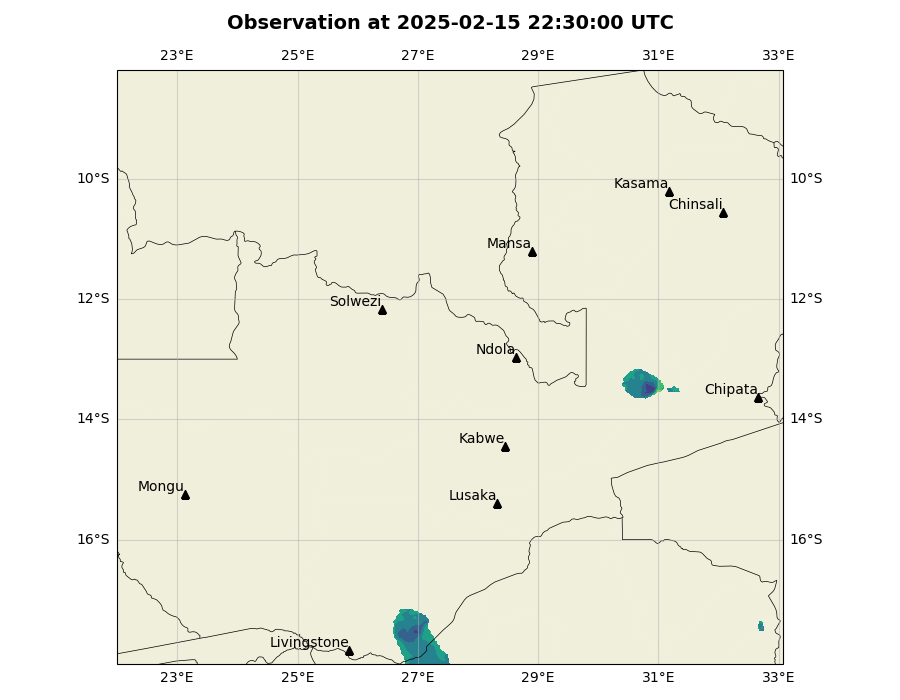 Observation at 2025-02-15 22:30:00 UTC
23°E 25°E 27°E 29°E 31°E 33°E
10°S 10°S
Kasama
Chinsali
Mansa
12°S 12°S
Solwezi
Ndola
Chipata
14°S 14°S
Kabwe
Mongu
Lusaka
16°S 16°S
Livingstone
23°E 25°E 27°E 29°E 31°E 33°E